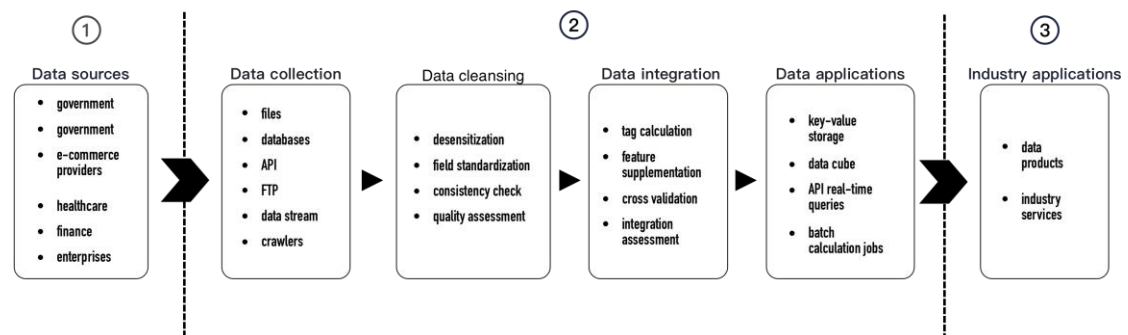 ①
②
③
Data sources
• government
• government
• e-commerce
providers
• healthcare
• finance
• enterprises
Data collection
• files
• databases
• API
• FTP
• data stream
• crawlers
Data cleansing
• desensitization
• field standardization
• consistency check
• quality assessment
Data integration
• tag calculation
• feature
supplementation
• cross validation
• integration
assessment
Data applications
• key-value
storage
• data cube
• API real-time
queries
• batch
calculation jobs
Industry applications
• data
products
• industry
services